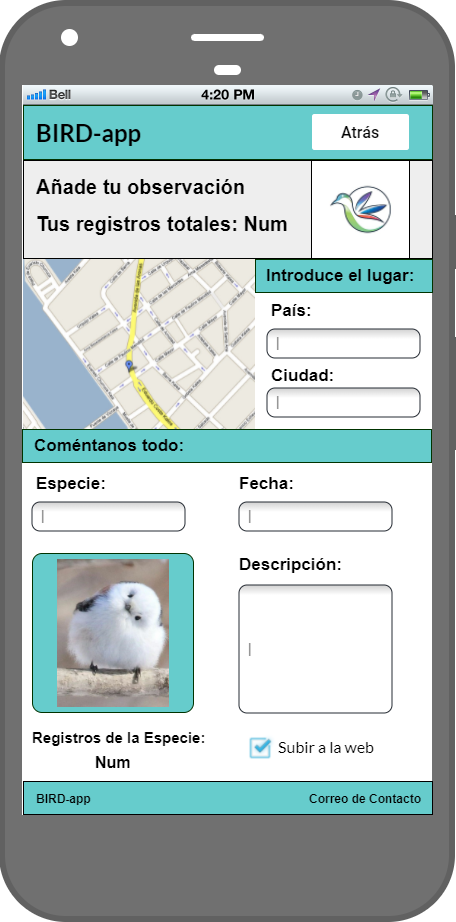 Bell 4:20 PM
BIRD-app
Atrás
Añade tu observación
Tus registros totales: Num
Introduce el lugar:
País:
Ciudad:
Coméntanos todo:
Especie:
Fecha:
Descripción:
Registros de la Especie:
Num
Subir a la web
BIRD-app
Correo de Contacto